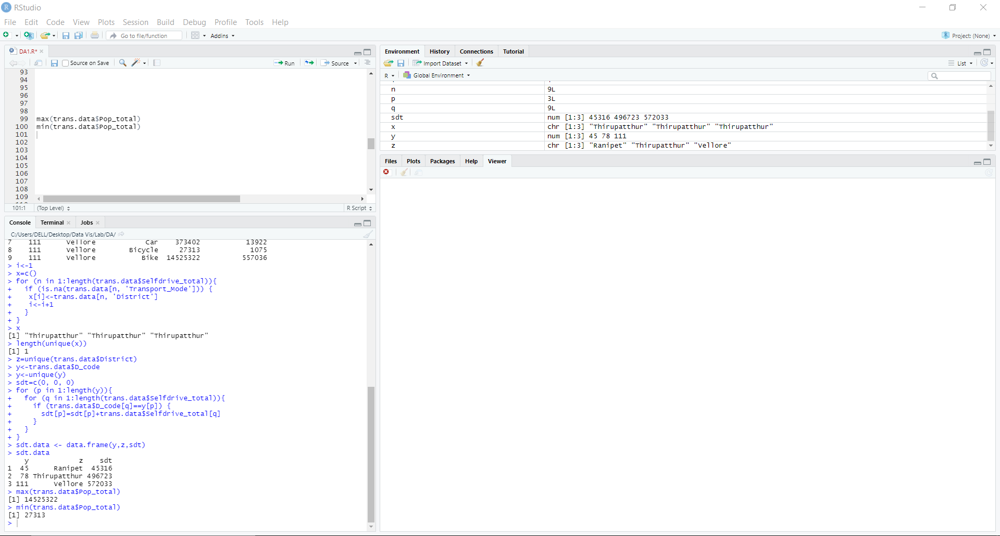 RStudio
File Edit Code View Plots Session Build Debug Profile Tools Help
Go to file/function Addins Project: (None)
DA1.R*
Source on Save Run Source
93
94
95
96
97
98
99 max(trans.data$Pop_total)
100 min(trans.data$Pop_total)
101
102
103
104
105
106
107
108
109
101:1 (Top Level) R Script
Console Terminal Jobs
C:/Users/DELL/Desktop/Data Vis/Lab/DA/
7 111 Vellore Car 373402 13922
8 111 Vellore Bicycle 27313 1075
9 111 Vellore Bike 14525322 557036
> i<-1
> x=c()
> for (n in 1:length(trans.data$Selfdrive_total)){
+ if (is.na(trans.data[n, 'Transport_Mode'])) {
+ x[i]<-trans.data[n, 'District']
+ i<-i+1
+ }
+ }
> x
[1] "Thirupatthur" "Thirupatthur" "Thirupatthur"
> length(unique(x))
[1] 1
> z=unique(trans.data$District)
> y<-trans.data$D_code
> y<-unique(y)
> sdt=c(0, 0, 0)
> for (p in 1:length(y)){
+ for (q in 1:length(trans.data$Selfdrive_total)){
+ if (trans.data$D_code[q]==y[p]) {
+ sdt[p]=sdt[p]+trans.data$Selfdrive_total[q]
+ }
+ }
+ }
> sdt.data <- data.frame(y,z,sdt)
> sdt.data
y z sdt
1 45 Ranipet 45316
2 78 Thirupatthur 496723
3 111 Vellore 572033
> max(trans.data$Pop_total)
[1] 14525322
> min(trans.data$Pop_total)
[1] 27313
>
Environment History Connections Tutorial
Import Dataset List
R Global Environment
n 9L
p 3L
q 9L
sdt num [1:3] 45316 496723 572033
x chr [1:3] "Thirupatthur" "Thirupatthur" "Thirupatthur"
y num [1:3] 45 78 111
z chr [1:3] "Ranipet" "Thirupatthur" "Vellore"
Files Plots Packages Help Viewer